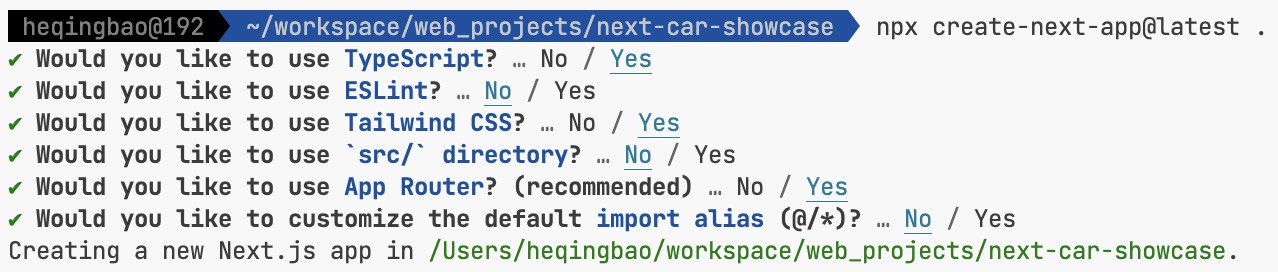 heqingbao@192 ~/workspace/web_projects/next-car-showcase npx create-next-app@latest .
✔ Would you like to use TypeScript? … No / Yes
✔ Would you like to use ESLint? … No / Yes
✔ Would you like to use Tailwind CSS? … No / Yes
✔ Would you like to use `src/` directory? … No / Yes
✔ Would you like to use App Router? (recommended) … No / Yes
✔ Would you like to customize the default import alias (@/*)? … No / Yes
Creating a new Next.js app in /Users/heqingbao/workspace/web_projects/next-car-showcase.